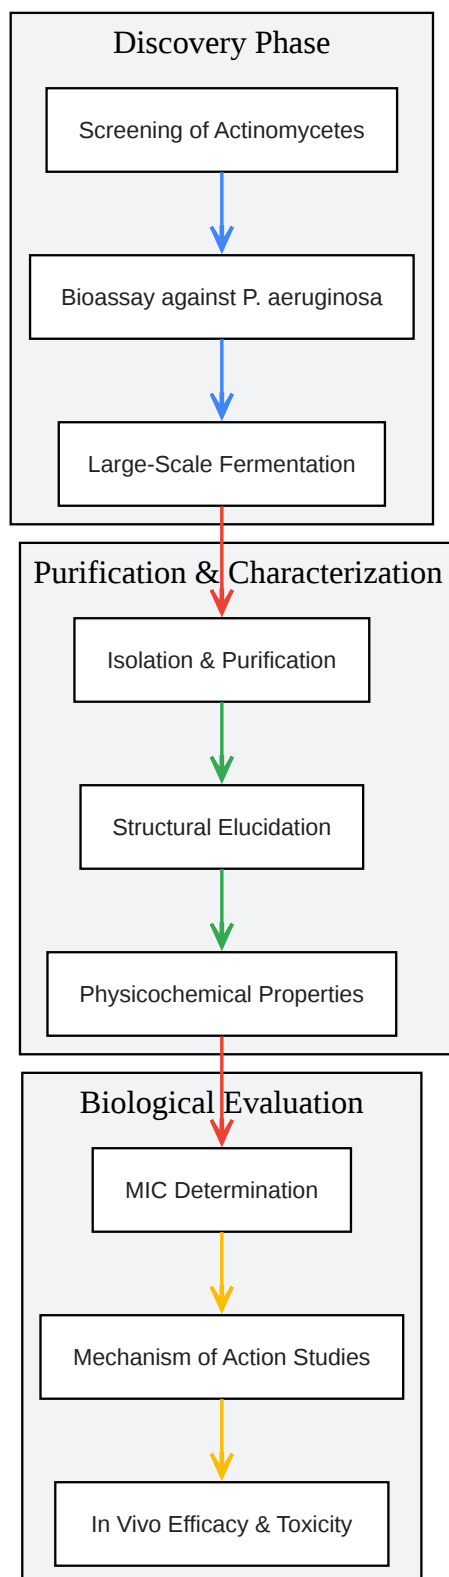 Discovery Phase
Screening of Actinomycetes
Bioassay against P. aeruginosa
Large-Scale Fermentation
Purification & Characterization
Isolation & Purification
Structural Elucidation
Physicochemical Properties
Biological Evaluation
MIC Determination
Mechanism of Action Studies
In Vivo Efficacy & Toxicity